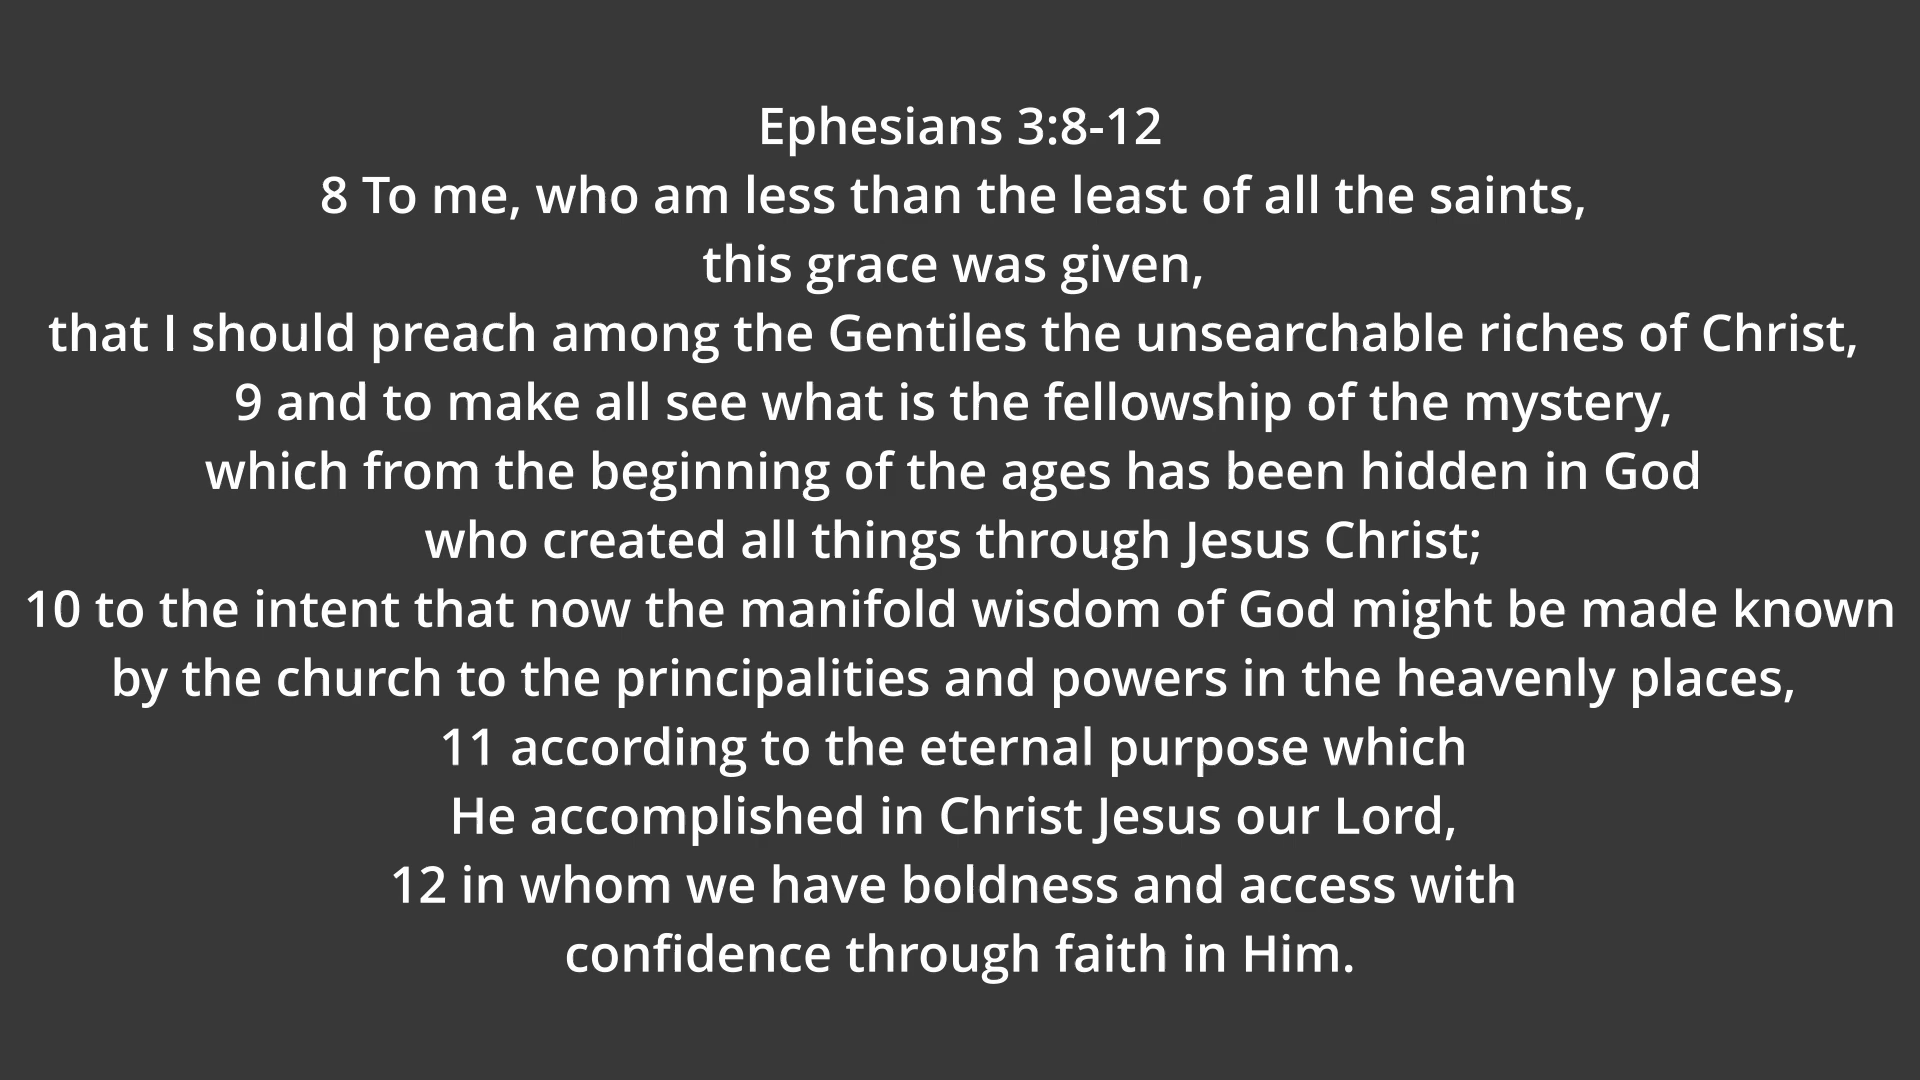 Ephesians 3:8-12
8 To me, who am less than the least of all the saints,
this grace was given,
that I should preach among the Gentiles the unsearchable riches of Christ,
9 and to make all see what is the fellowship of the mystery,
which from the beginning of the ages has been hidden in God
who created all things through Jesus Christ;
10 to the intent that now the manifold wisdom of God might be made known
by the church to the principalities and powers in the heavenly places,
11 according to the eternal purpose which
He accomplished in Christ Jesus our Lord,
12 in whom we have boldness and access with
confidence through faith in Him.